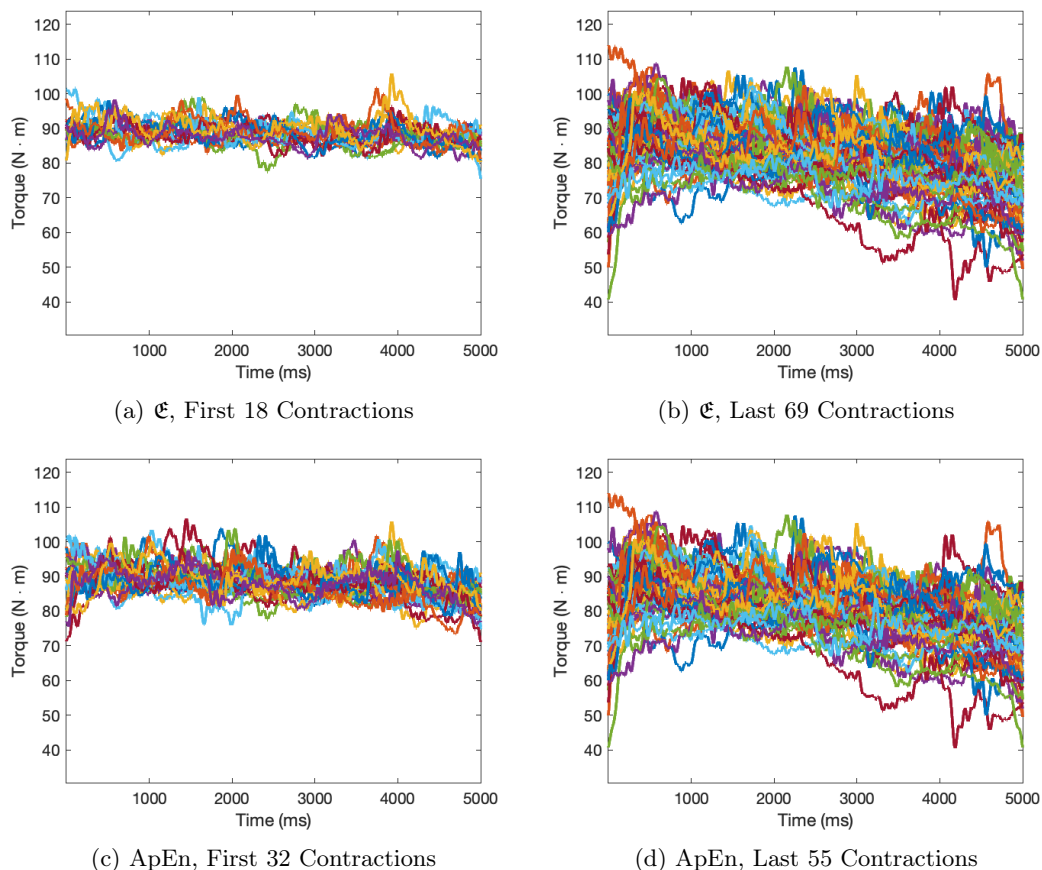 120
110
100
90
80
70
60
50
40
Torque (N · m)
1000 2000 3000 4000 5000
Time (ms)
(a) 𝕰, First 18 Contractions
120
110
100
90
80
70
60
50
40
Torque (N · m)
1000 2000 3000 4000 5000
Time (ms)
(b) 𝕰, Last 69 Contractions
120
110
100
90
80
70
60
50
40
Torque (N · m)
1000 2000 3000 4000 5000
Time (ms)
(c) ApEn, First 32 Contractions
120
110
100
90
80
70
60
50
40
Torque (N · m)
1000 2000 3000 4000 5000
Time (ms)
(d) ApEn, Last 55 Contractions